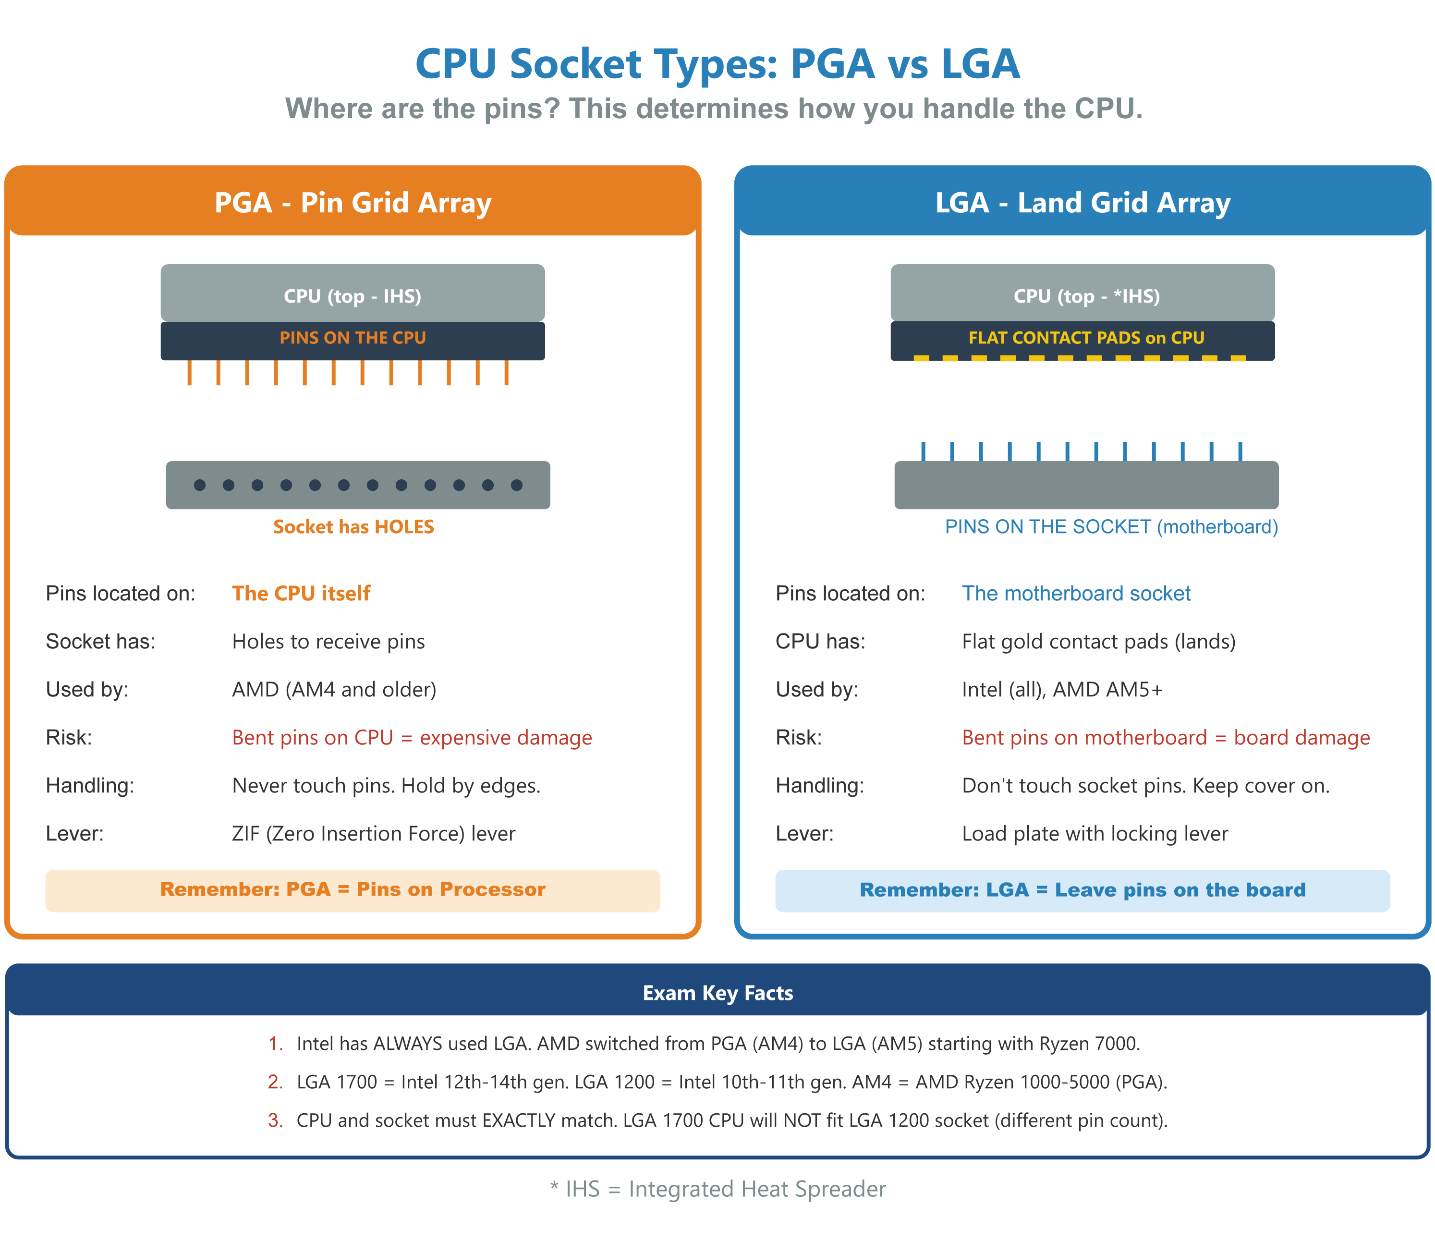 CPU Socket Types: PGA vs LGA
Where are the pins? This determines how you handle the CPU.
PGA - Pin Grid Array
CPU (top - IHS)
PINS ON THE CPU
Socket has HOLES
Pins located on: The CPU itself
Socket has: Holes to receive pins
Used by: AMD (AM4 and older)
Risk: Bent pins on CPU = expensive damage
Handling: Never touch pins. Hold by edges.
Lever: ZIF (Zero Insertion Force) lever
Remember: PGA = Pins on Processor
LGA - Land Grid Array
CPU (top - *IHS)
FLAT CONTACT PADS on CPU
PINS ON THE SOCKET (motherboard)
Pins located on: The motherboard socket
CPU has: Flat gold contact pads (lands)
Used by: Intel (all), AMD AM5+
Risk: Bent pins on motherboard = board damage
Handling: Don't touch socket pins. Keep cover on.
Lever: Load plate with locking lever
Remember: LGA = Leave pins on the board
Exam Key Facts
1. Intel has ALWAYS used LGA. AMD switched from PGA (AM4) to LGA (AM5) starting with Ryzen 7000.
2. LGA 1700 = Intel 12th-14th gen. LGA 1200 = Intel 10th-11th gen. AM4 = AMD Ryzen 1000-5000 (PGA).
3. CPU and socket must EXACTLY match. LGA 1700 CPU will NOT fit LGA 1200 socket (different pin count).
* IHS = Integrated Heat Spreader